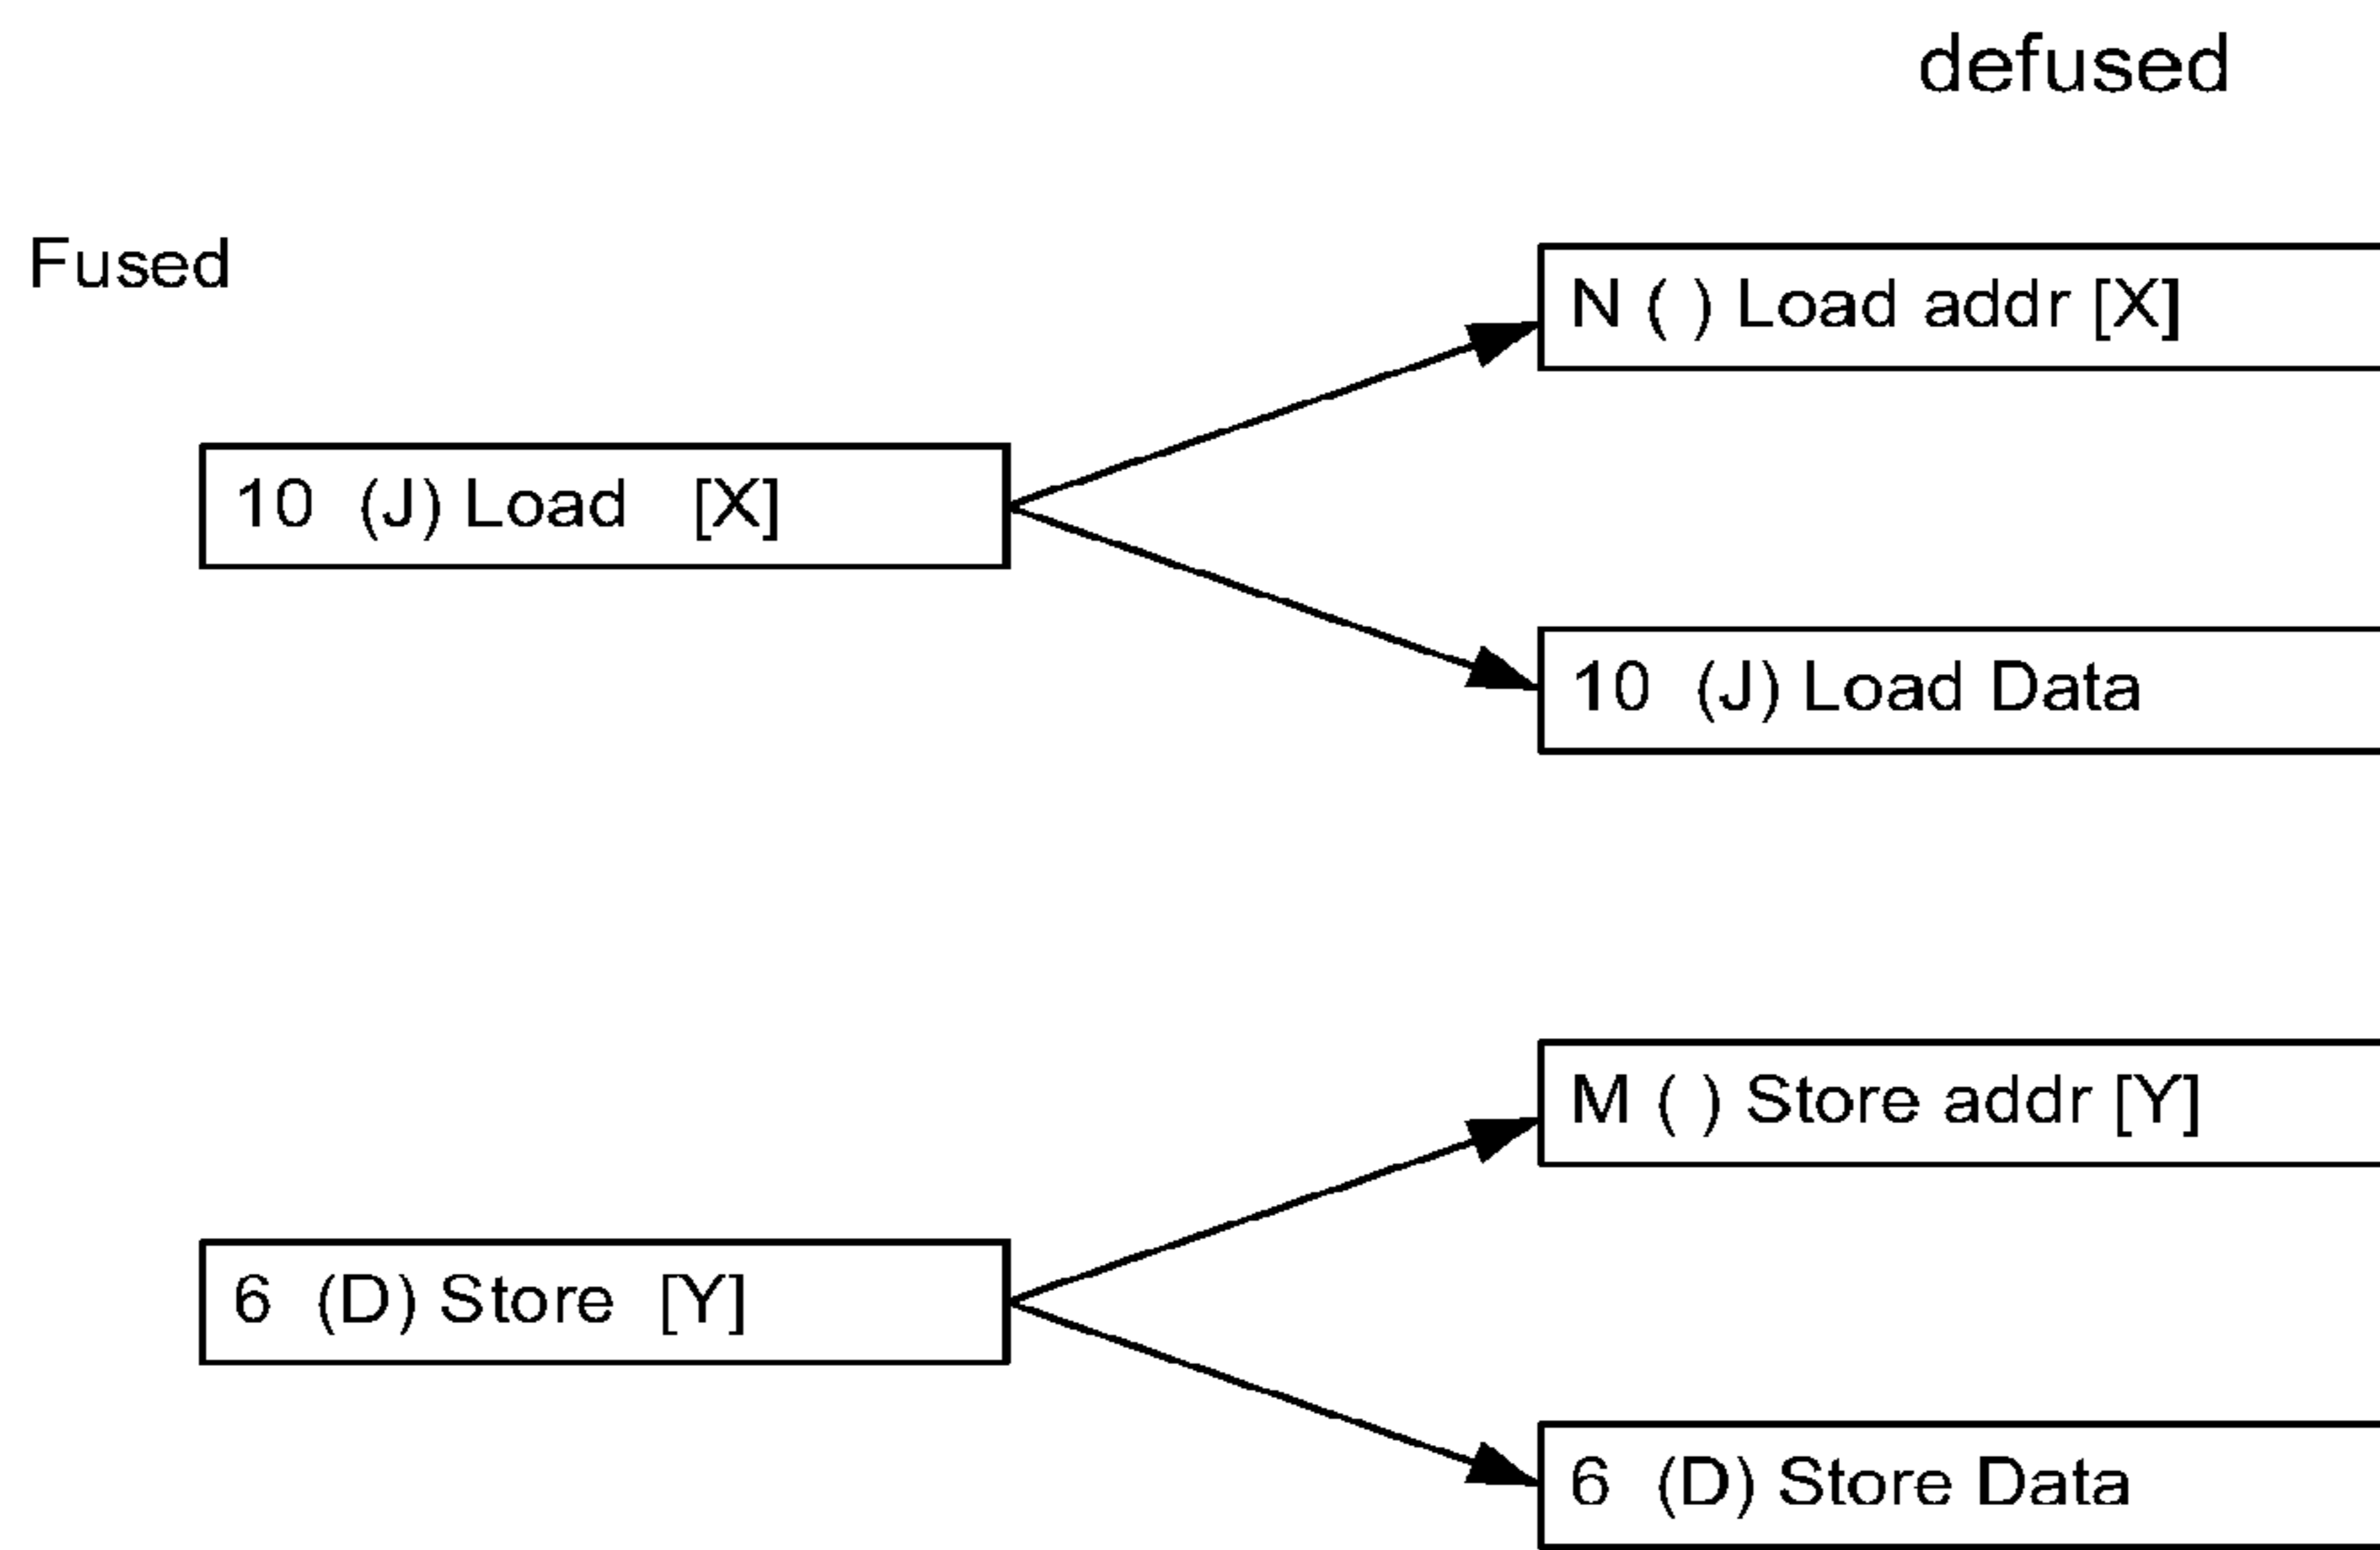 defused
Fused
N ( ) Load addr [X]
10 (J) Load [X]
10 (J) Load Data
M ( ) Store addr [Y]
6 (D) Store [Y]
6 (D) Store Data